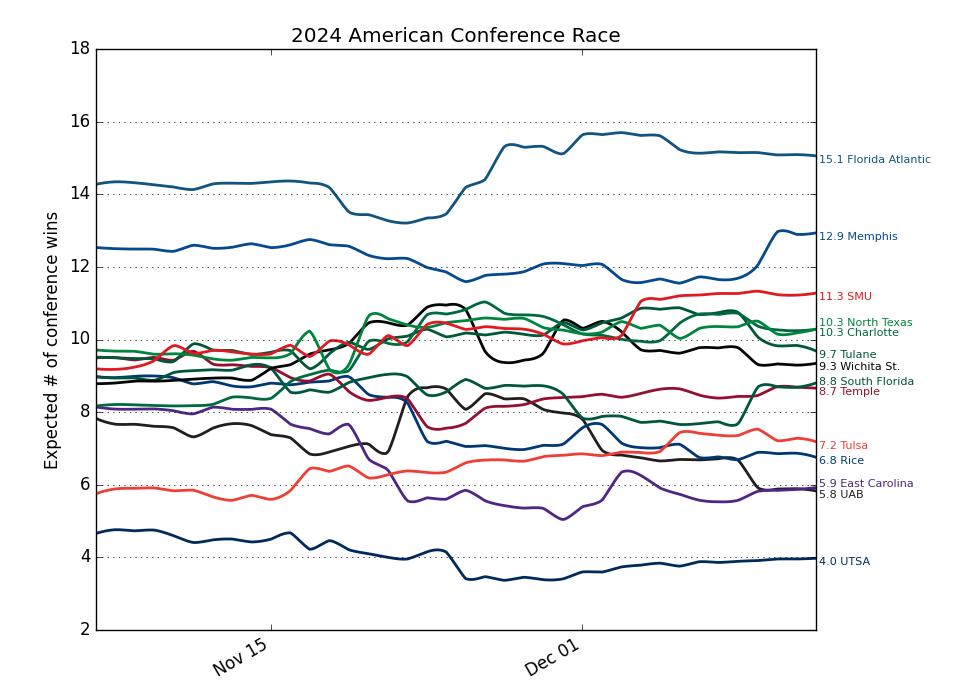 2024 American Conference Race
Expected # of conference wins
18
16
14
12
10
8
6
4
2
Nov 15
Dec 01
15.1 Florida Atlantic
12.9 Memphis
11.3 SMU
10.3 North Texas
10.3 Charlotte
9.7 Tulane
9.3 Wichita St.
8.8 South Florida
8.7 Temple
7.2 Tulsa
6.8 Rice
5.9 East Carolina
5.8 UAB
4.0 UTSA